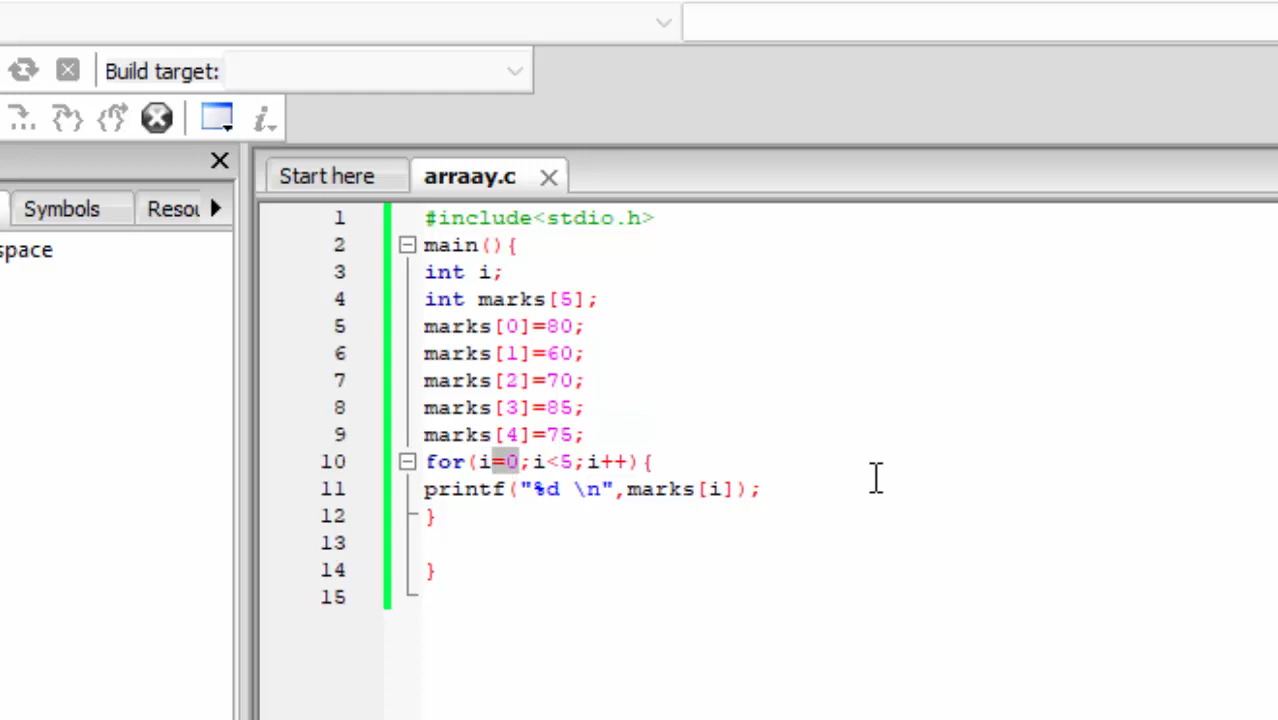 Build target:
Start here
arraay.c
Symbols
Resou
space
1 #include<stdio.h>
2 main(){
3 int i;
4 int marks[5];
5 marks[0]=80;
6 marks[1]=60;
7 marks[2]=70;
8 marks[3]=85;
9 marks[4]=75;
10 for(i=0;i<5;i++){
11 printf("%d \n",marks[i]);
12 }
13
14 }
15